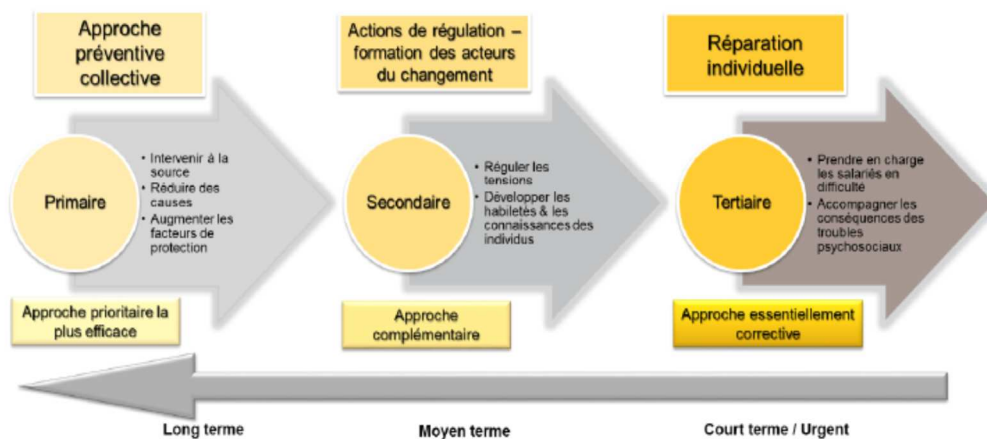 Approche
préventive
collective
Actions de régulation –
formation des acteurs
du changement
Réparation
individuelle
Primaire
• Intervenir à la
source
• Réduire des
causes
• Augmenter les
facteurs de
protection
Secondaire
• Réguler les
tensions
• Développer les
habiletés & les
connaissances des
individus
Tertiaire
• Prendre en charge
les salariés en
difficulté
• Accompagner les
conséquences des
troubles
psychosociaux
Approche prioritaire la
plus efficace
Approche
complémentaire
Approche essentiellement
corrective
Long terme
Moyen terme
Court terme / Urgent